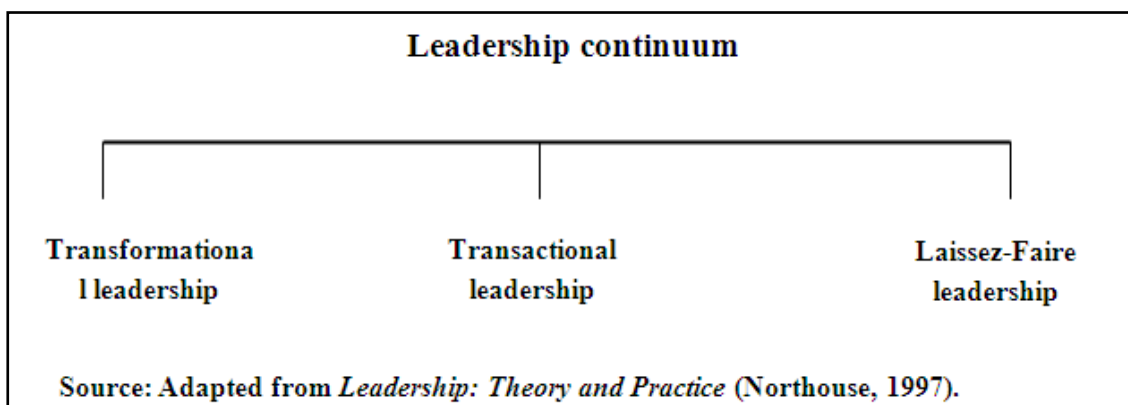 Leadership continuum
Transformationa
l leadership
Transactional
leadership
Laissez-Faire
leadership
Source: Adapted from Leadership: Theory and Practice (Northouse, 1997).